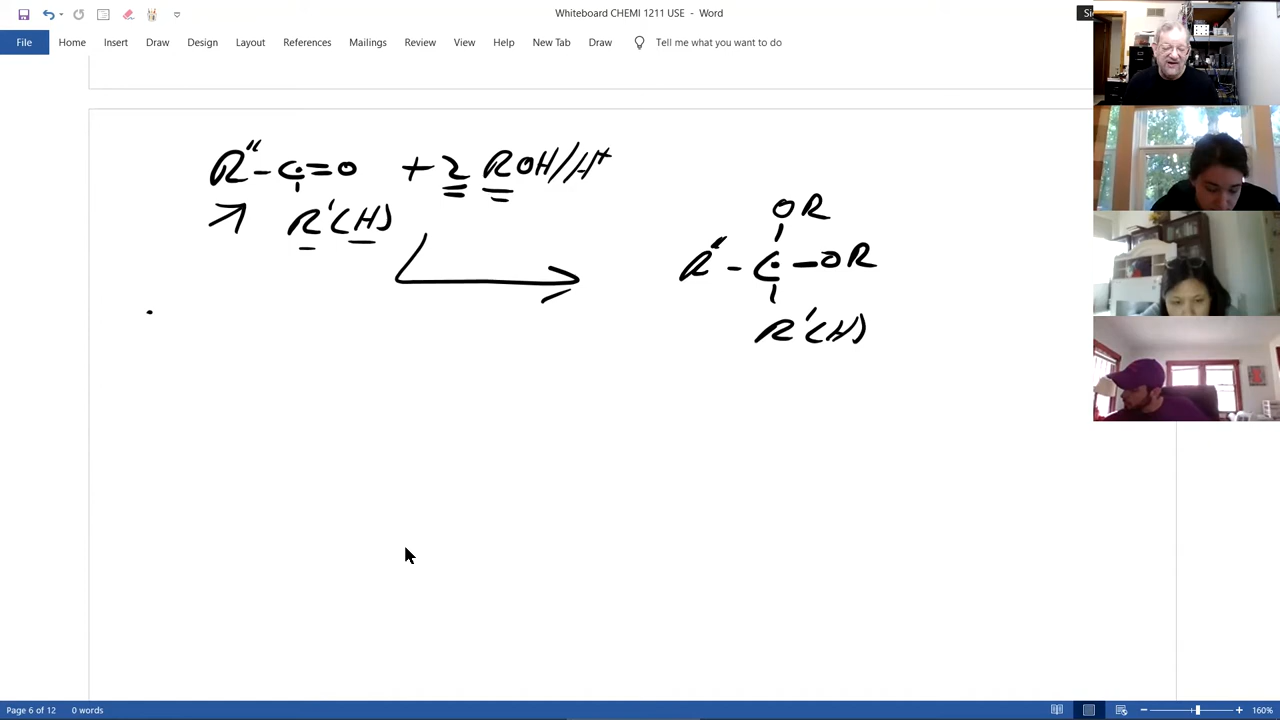 Whiteboard CHEMI 1211 USE - Word
File Home Insert Draw Design Layout References Mailings Review View Help New Tab Draw Tell me what you want to do
R"-C=O + 2 ROH/H+
R'(H)
OR
R"-C-OR
R'(H)
Page 6 of 12 0 words 160%